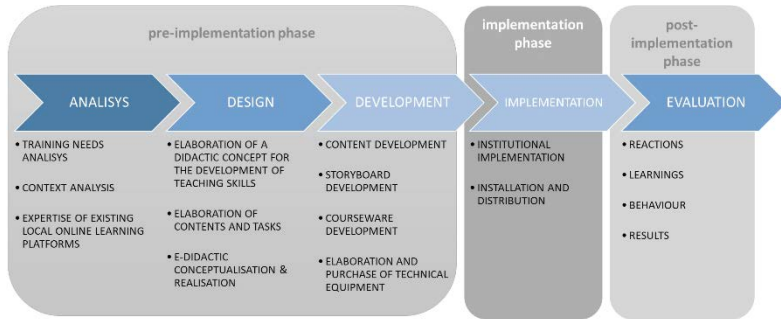 pre-implementation phase
implementation
phase
post-
implementation
phase
ANALISYS
DESIGN
DEVELOPMENT
IMPLEMENTATION
EVALUATION
• TRAINING NEEDS
ANALISYS
• CONTEXT ANALYSIS
• EXPERTISE OF EXISTING
LOCAL ONLINE LEARNING
PLATFORMS
• ELABORATION OF A
DIDACTIC CONCEPT FOR
THE DEVELOPMENT OF
TEACHING SKILLS
• ELABORATION OF
CONTENTS AND TASKS
• E-DIDACTIC
CONCEPTUALISATION &
REALISATION
• CONTENT DEVELOPMENT
• STORYBOARD
DEVELOPMENT
• COURSEWARE
DEVELOPMENT
• ELABORATION AND
PURCHASE OF TECHNICAL
EQUIPMENT
• INSTITUTIONAL
IMPLEMENTATION
• INSTALLATION AND
DISTRIBUTION
• REACTIONS
• LEARNINGS
• BEHAVIOUR
• RESULTS